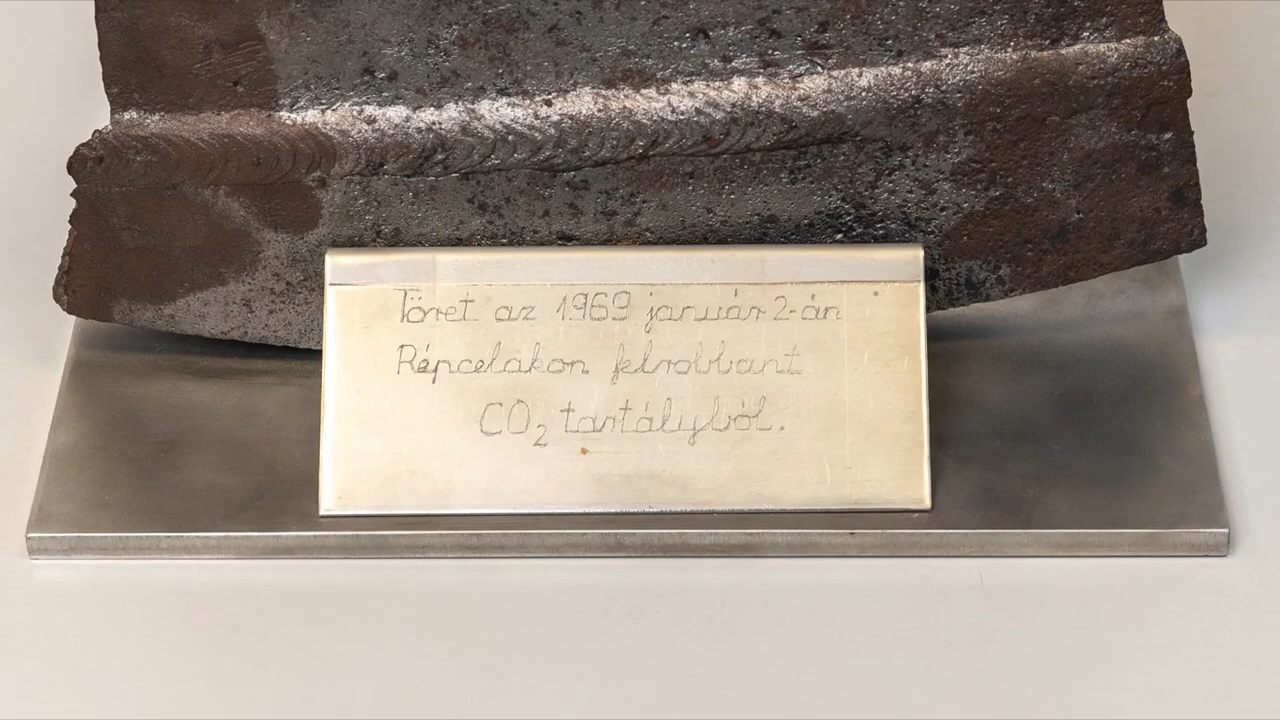 Töret az 1969 január 2-án
Répcelakon felrobbant
CO₂ tartályból.